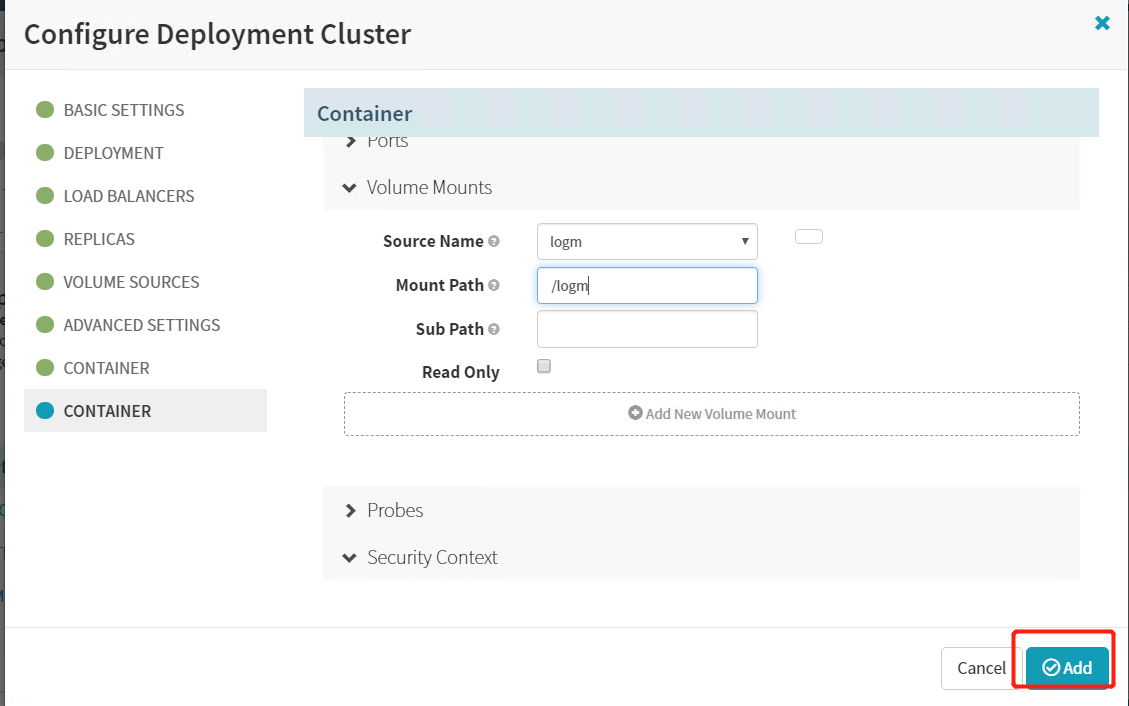 Configure Deployment Cluster
BASIC SETTINGS
DEPLOYMENT
LOAD BALANCERS
REPLICAS
VOLUME SOURCES
ADVANCED SETTINGS
CONTAINER
CONTAINER
Container
Ports
Volume Mounts
Source Name
logm
Mount Path
/logm
Sub Path
Read Only
Add New Volume Mount
Probes
Security Context
Cancel
Add